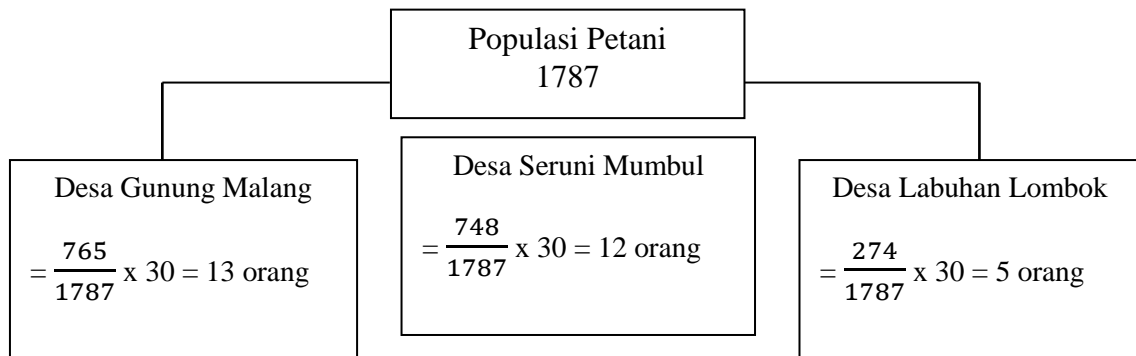 Populasi Petani
1787
Desa Gunung Malang
= 765/1787 x 30 = 13 orang
Desa Seruni Mumbul
= 748/1787 x 30 = 12 orang
Desa Labuhan Lombok
= 274/1787 x 30 = 5 orang